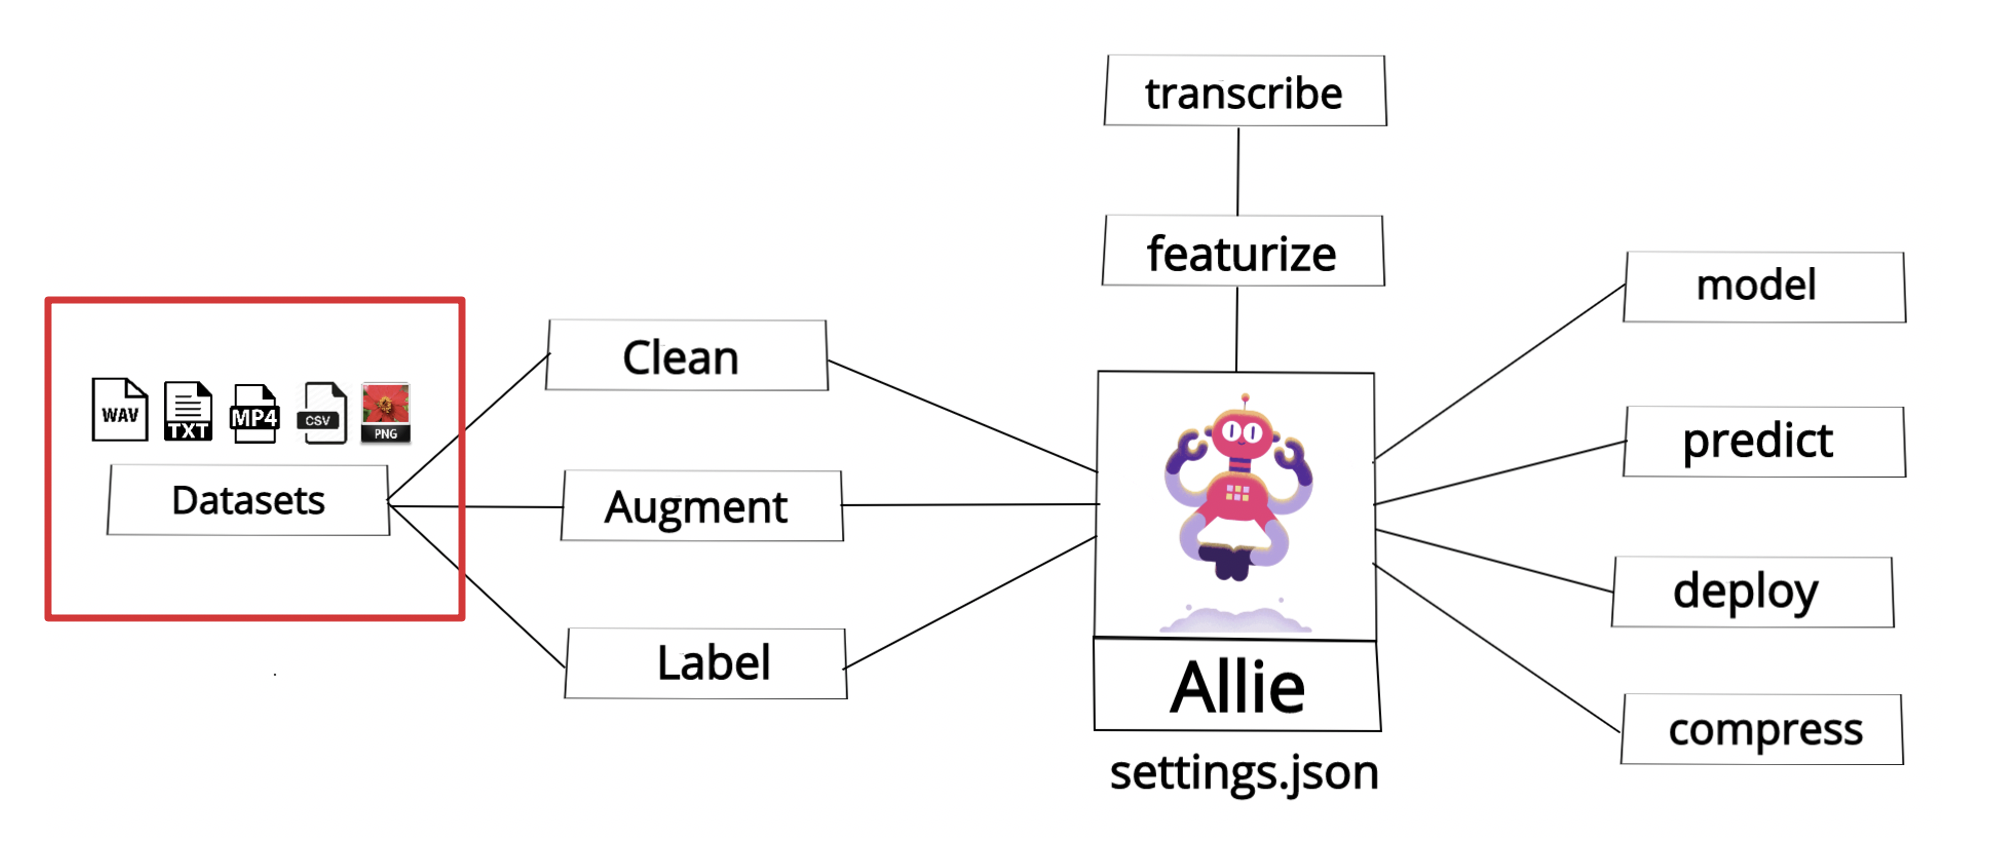 transcribe
featurize
WAV
TXT
MP4
CSV
PNG
Datasets
Clean
Augment
Label
Allie
settings.json
model
predict
deploy
compress